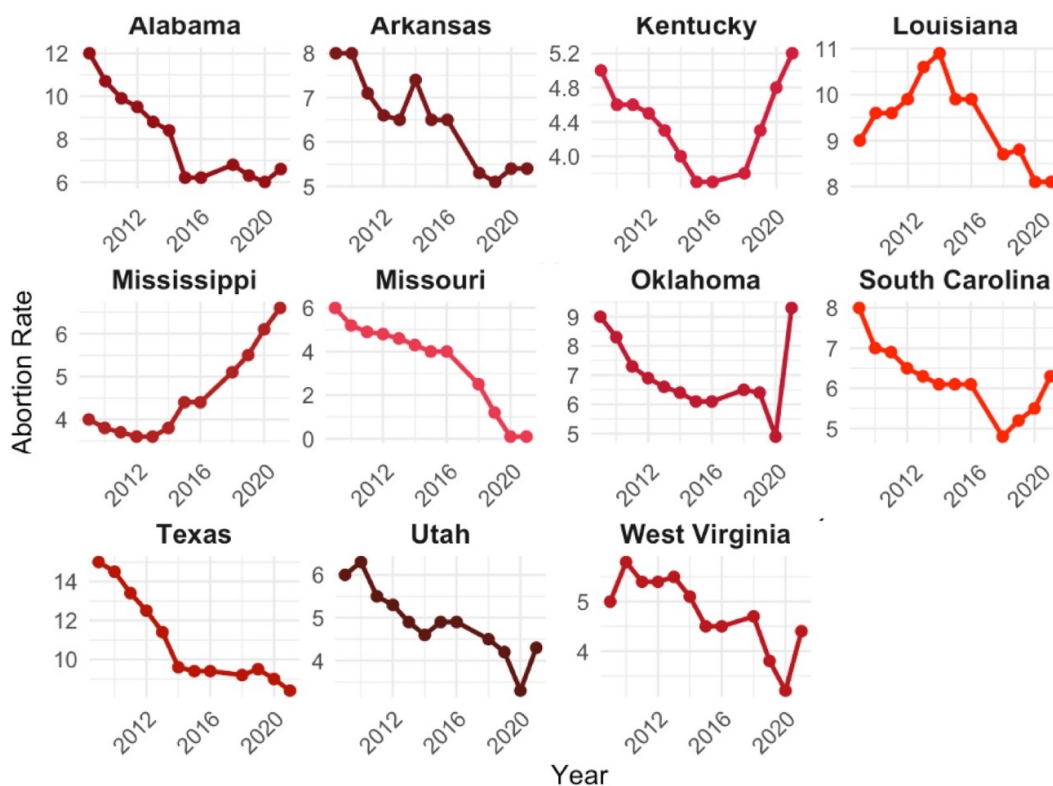 Alabama Arkansas Kentucky Louisiana
12 10 8 6
8 7 6 5
5.2 4.8 4.4 4.0
11 10 9 8
2012 2016 2020 2012 2016 2020 2012 2016 2020 2012 2016 2020
Mississippi Missouri Oklahoma South Carolina
6 5 4
6 4 2 0
9 8 7 6 5
8 7 6 5
2012 2016 2020 2012 2016 2020 2012 2016 2020 2012 2016 2020
Abortion Rate
Texas Utah West Virginia
14 12 10
6 5 4
5 4
2012 2016 2020 2012 2016 2020 2012 2016 2020
Year